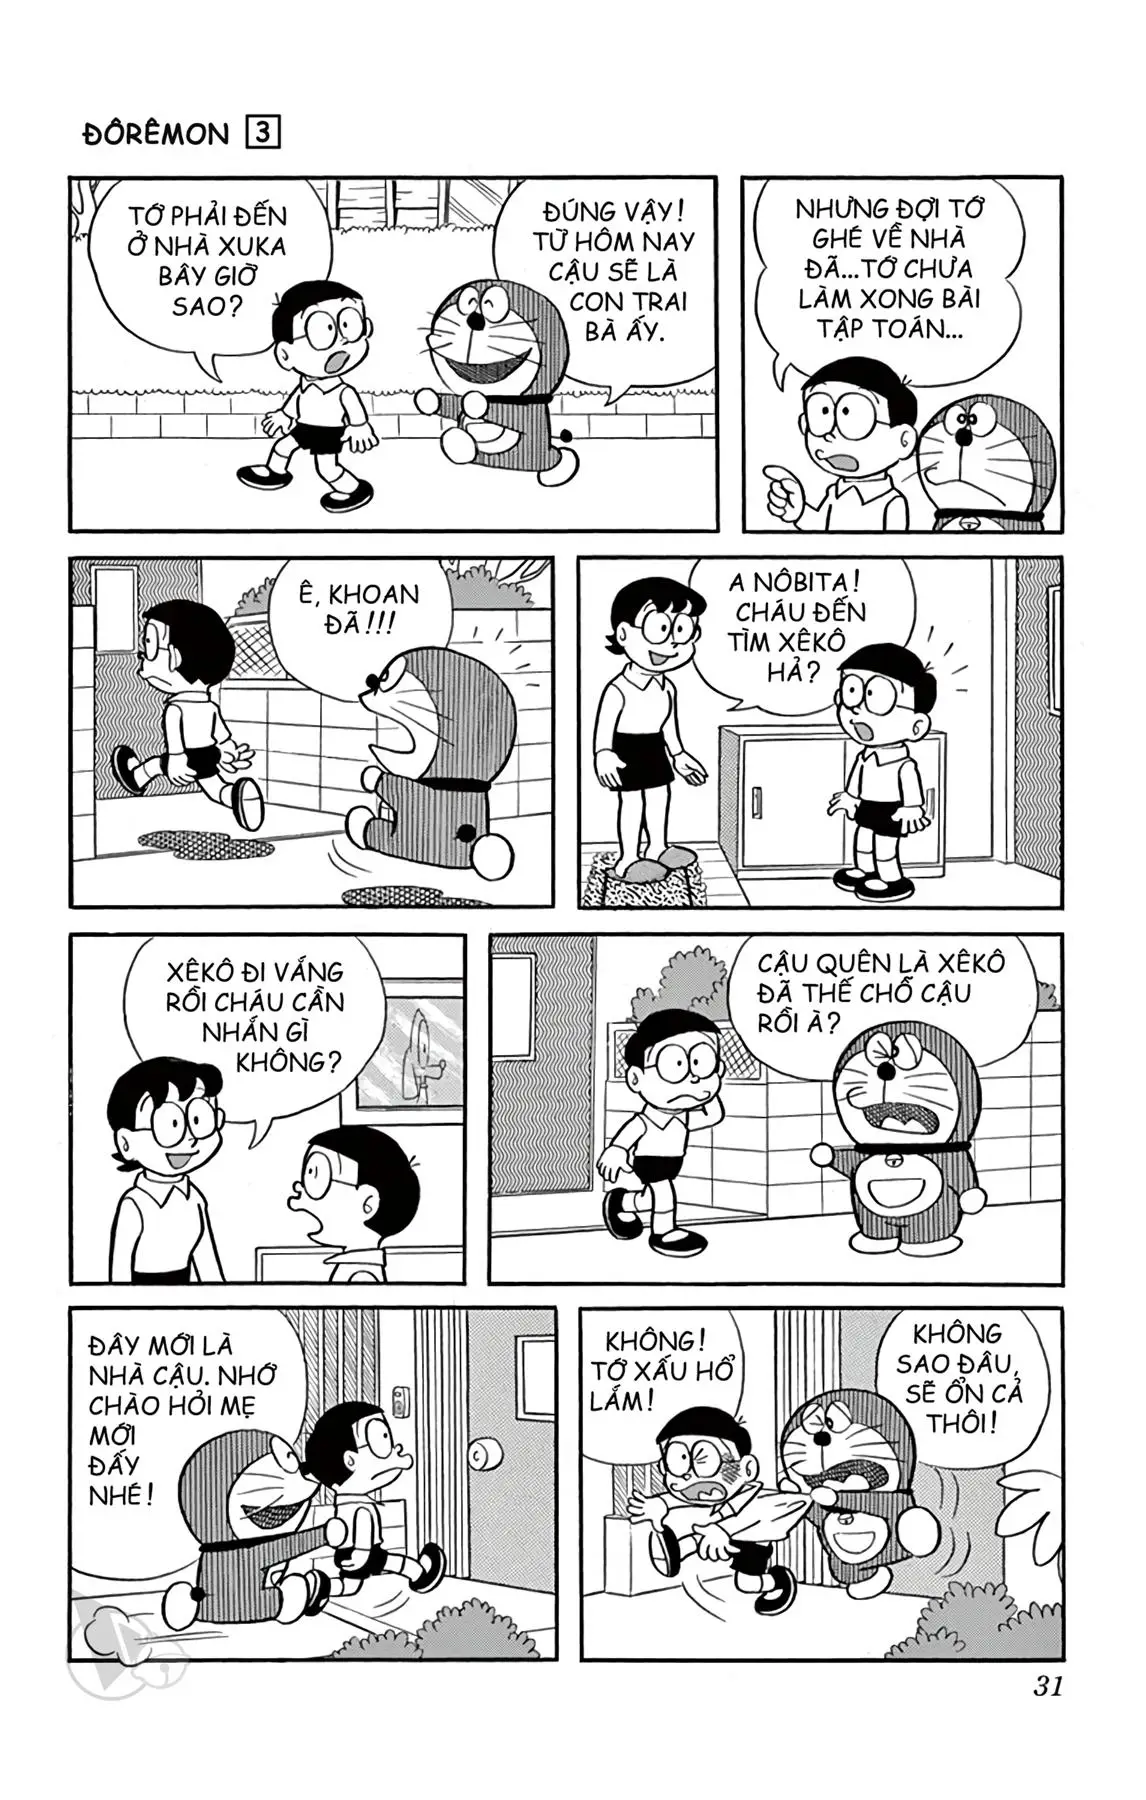 ĐÔRÊMON 3
TỚ PHẢI ĐẾN
Ở NHÀ XUKA
BÂY GIỜ
SAO?
ĐÚNG VẬY!
TỪ HÔM NAY
CẬU SẼ LÀ
CON TRAI
BÀ ẤY.
NHƯNG ĐỢI TỚ
GHÉ VỀ NHÀ
ĐÃ...TỚ CHƯA
LÀM XONG BÀI
TẬP TOÁN...
Ê, KHOAN
ĐÃ!!!
A NÔBITA!
CHÁU ĐẾN
TÌM XÊKÔ
HẢ?
XÊKÔ ĐI VẮNG
RỒI CHÁU CẦN
NHẮN GÌ
KHÔNG?
CẬU QUÊN LÀ XÊKÔ
ĐÃ THẾ CHỖ CẬU
RỒI À?
ĐÂY MỚI LÀ
NHÀ CẬU. NHỚ
CHÀO HỎI MẸ
MỚI
ĐẤY
NHÉ!
KHÔNG!
TỚ XẤU HỔ
LẮM!
KHÔNG
SAO ĐÂU,
SẼ ỔN CẢ
THÔI!
31